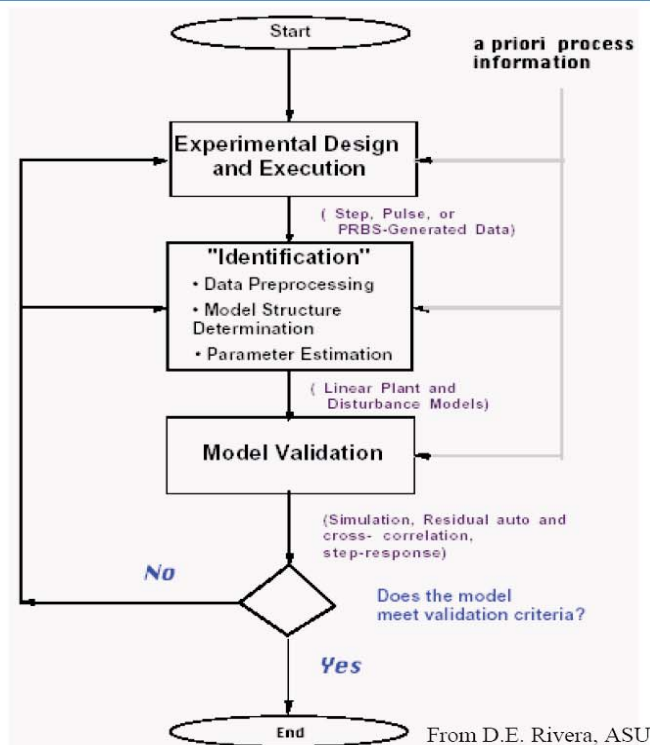 Start
a priori process
information
Experimental Design
and Execution
( Step, Pulse, or
PRBS-Generated Data)
"Identification"
• Data Preprocessing
• Model Structure
Determination
• Parameter Estimation
( Linear Plant and
Disturbance Models)
Model Validation
(Simulation, Residual auto and
cross- correlation,
step-response)
No
Does the model
meet validation criteria?
Yes
End
From D.E. Rivera, ASU